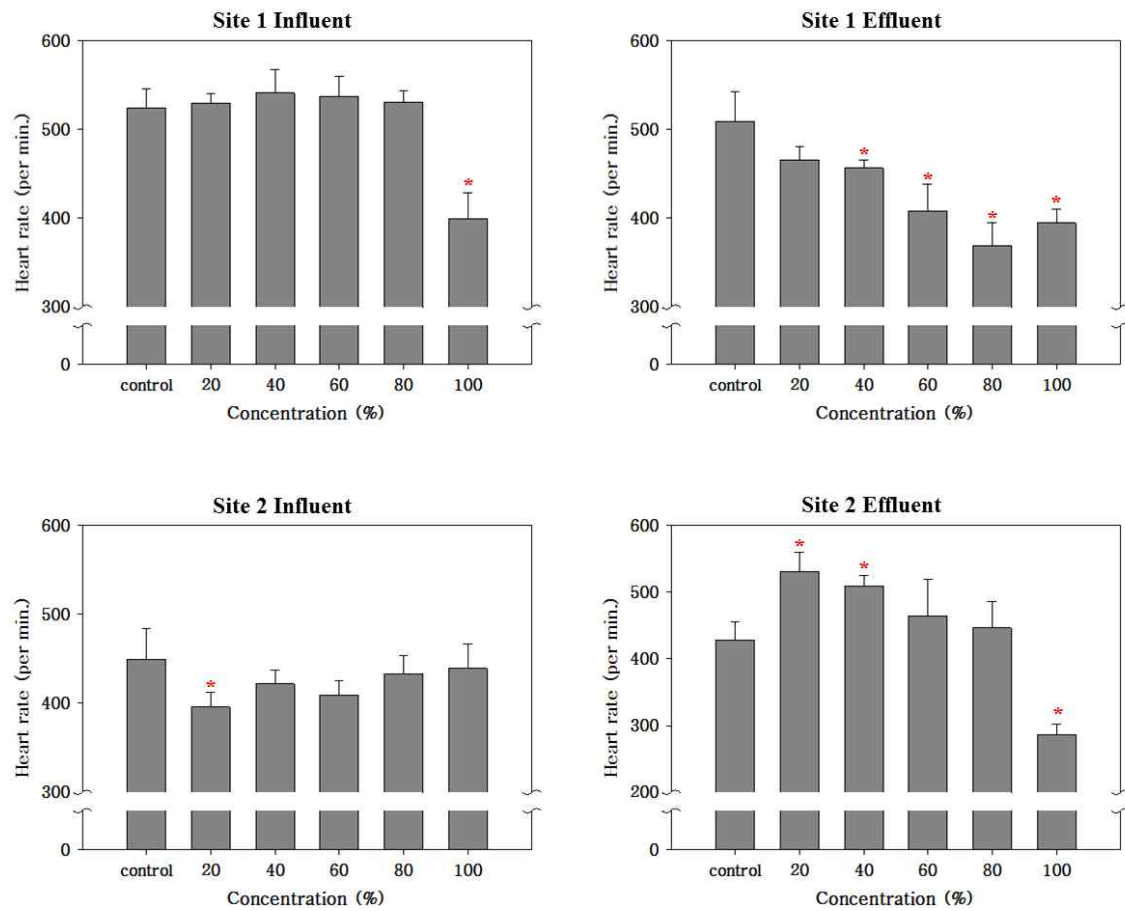 Site 1 Influent
Heart rate (per min.)
600
500
400
300
0
*
control 20 40 60 80 100
Concentration (%)
Site 1 Effluent
Heart rate (per min.)
600
500
400
300
0
* * * *
control 20 40 60 80 100
Concentration (%)
Site 2 Influent
Heart rate (per min.)
600
500
400
300
0
*
control 20 40 60 80 100
Concentration (%)
Site 2 Effluent
Heart rate (per min.)
600
500
400
300
200
0
* * *
control 20 40 60 80 100
Concentration (%)